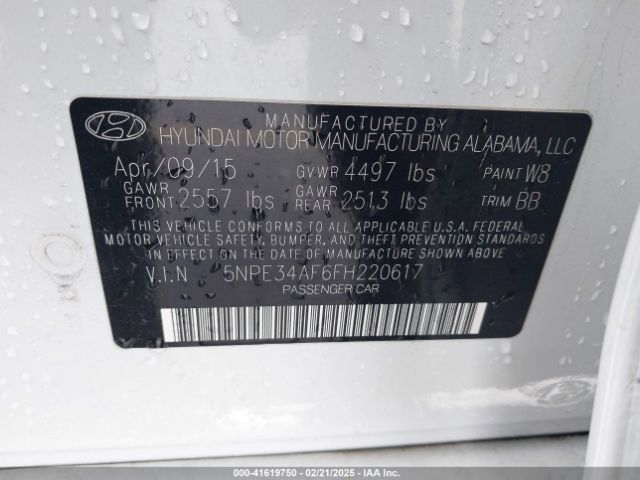 MANUFACTURED BY
HYUNDAI MOTOR MANUFACTURING ALABAMA, LLC
Apr/09/15 GVWR 4497 lbs PAINT W8
GAWR FRONT 2557 lbs GAWR REAR 2513 lbs TRIM BB
THIS VEHICLE CONFORMS TO ALL APPLICABLE U.S.A. FEDERAL
MOTOR VEHICLE SAFETY, BUMPER, AND THEFT PREVENTION
STANDARDS IN EFFECT ON THE DATE OF MANUFACTURE SHOWN ABOVE.
V.I.N 5NPE34AF6FH220617
PASSENGER CAR
000-41619750 - 02/21/2025 - IAA Inc.